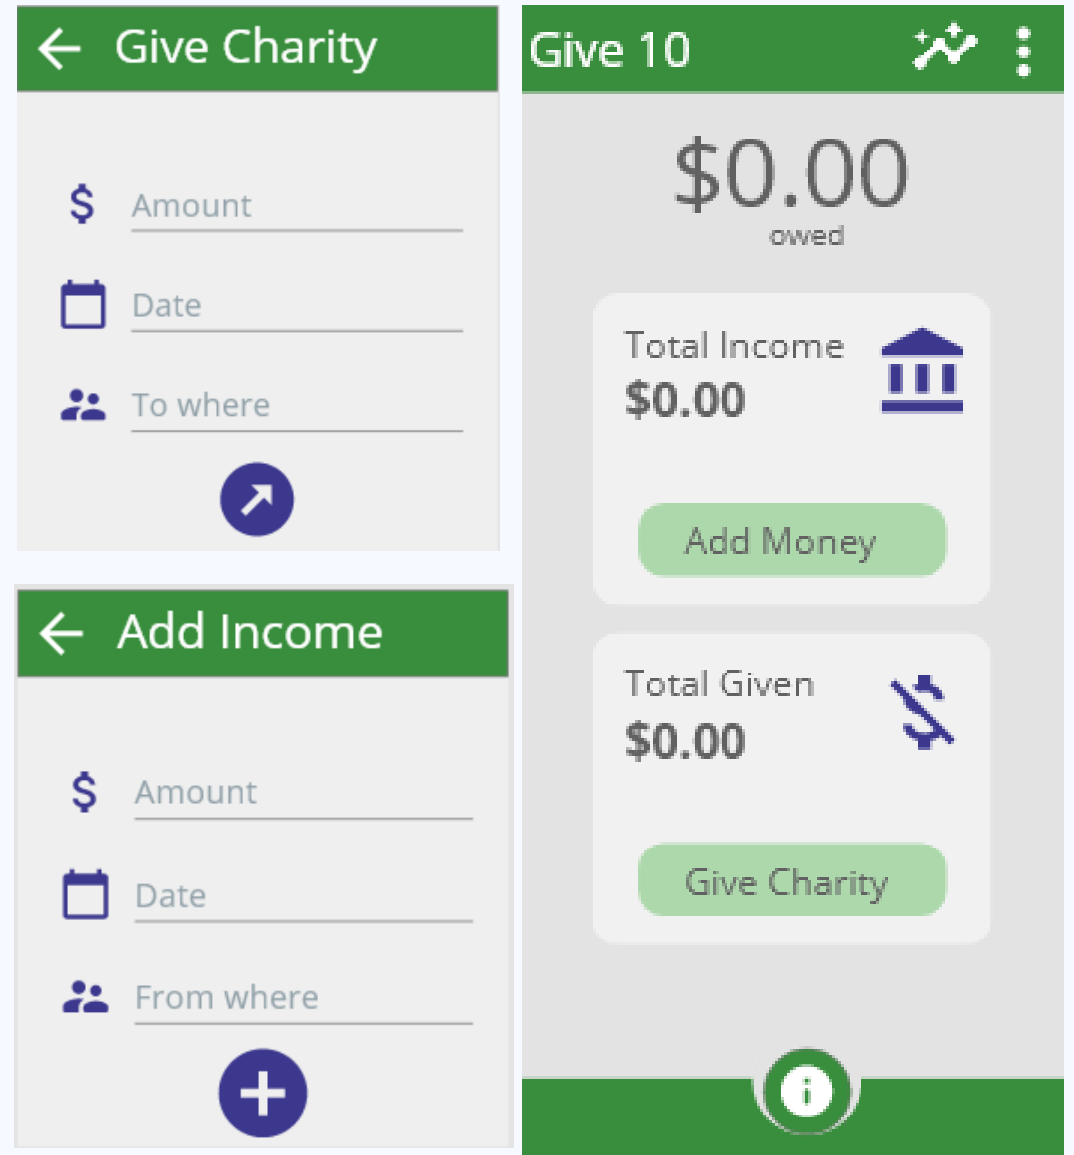 Give Charity
$ Amount
Date
To where
Add Income
$ Amount
Date
From where
Give 10
$0.00
owed
Total Income
$0.00
Add Money
Total Given
$0.00
Give Charity